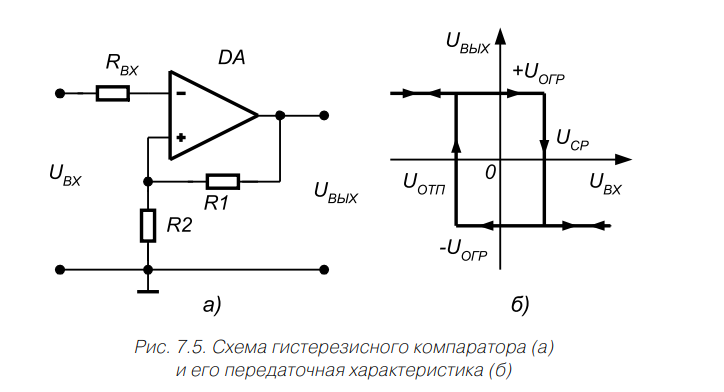 R_ВХ
DA
U_ВХ
R1
R2
U_ВЫХ
а)
U_ВЫХ
+U_ОГР
U_СР
0
U_ОТП
U_ВХ
-U_ОГР
б)
Рис. 7.5. Схема гистерезисного компаратора (а)
и его передаточная характеристика (б)